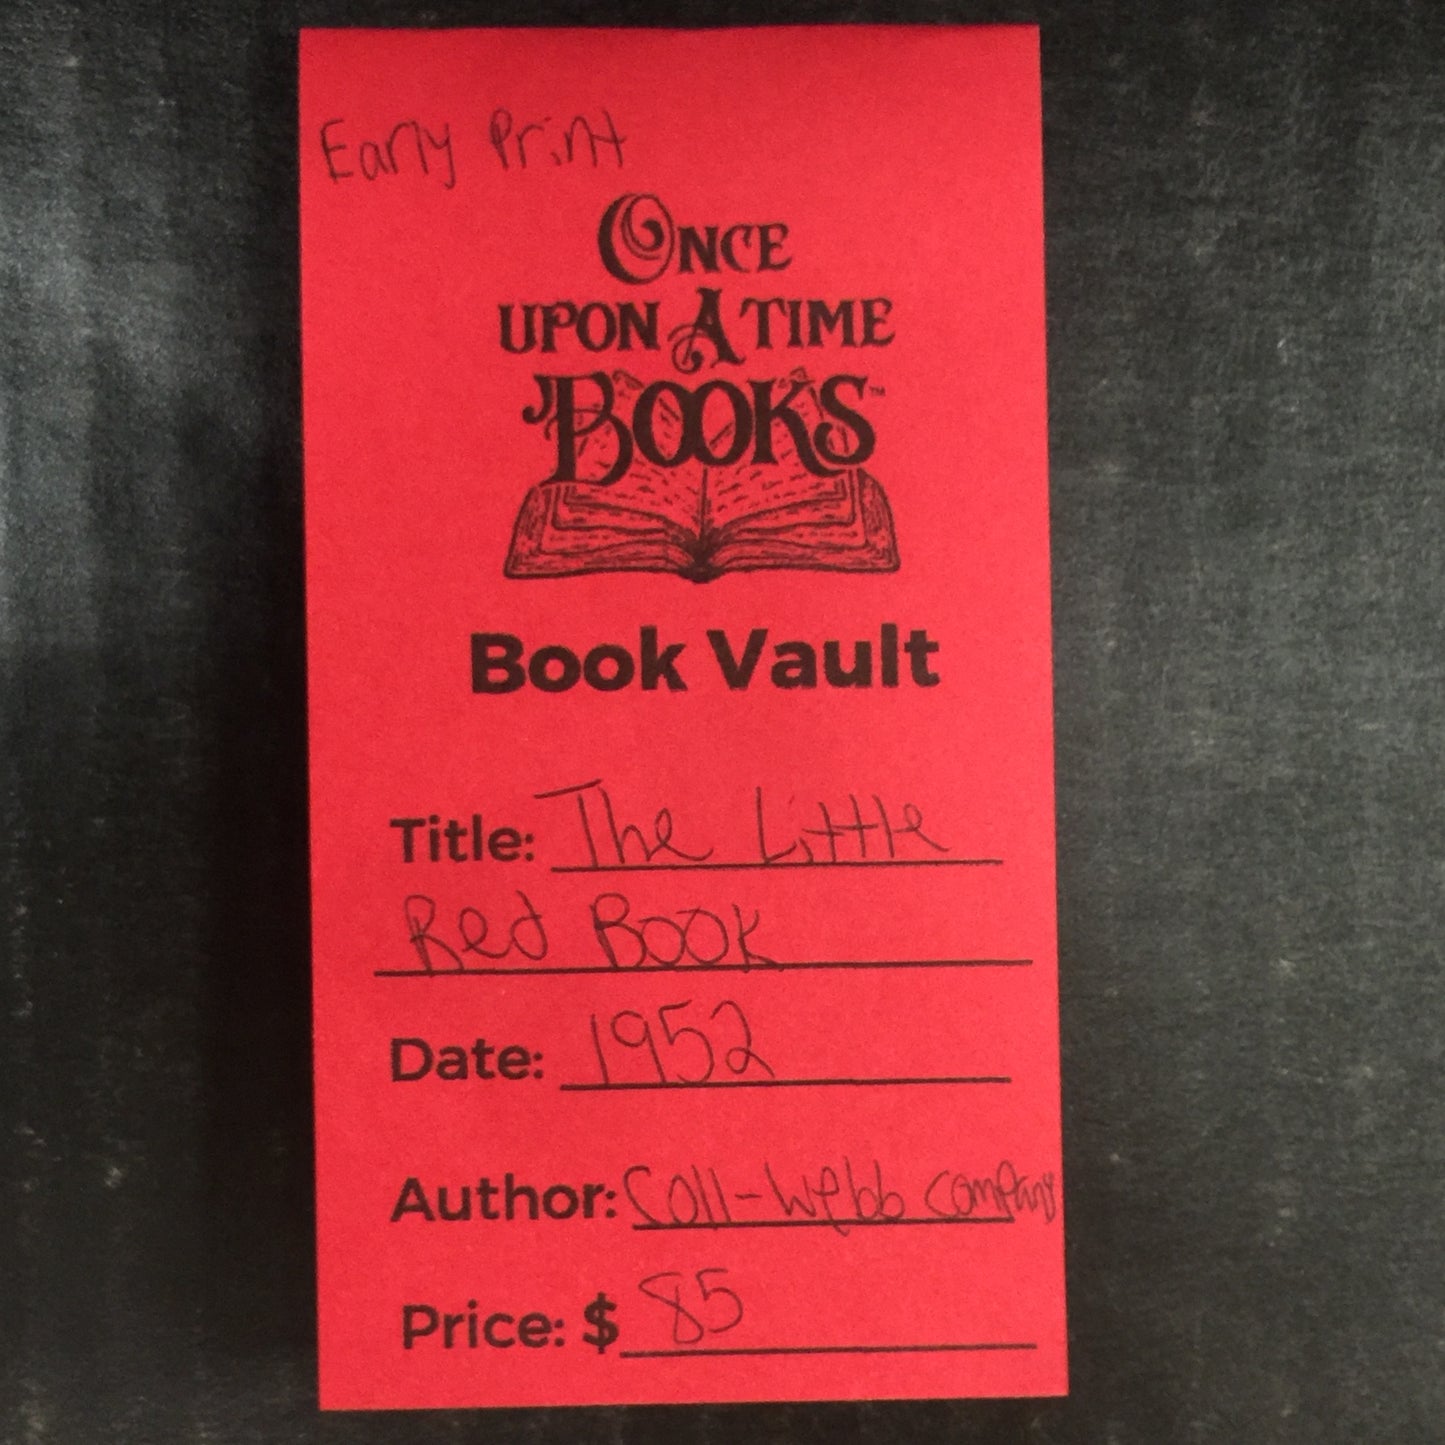 Early Print
ONCE
UPON A TIME
BOOKS™
Book Vault
Title: The Little
Red Book
Date: 1952
Author: Coll-Webb Company
Price: $ 85